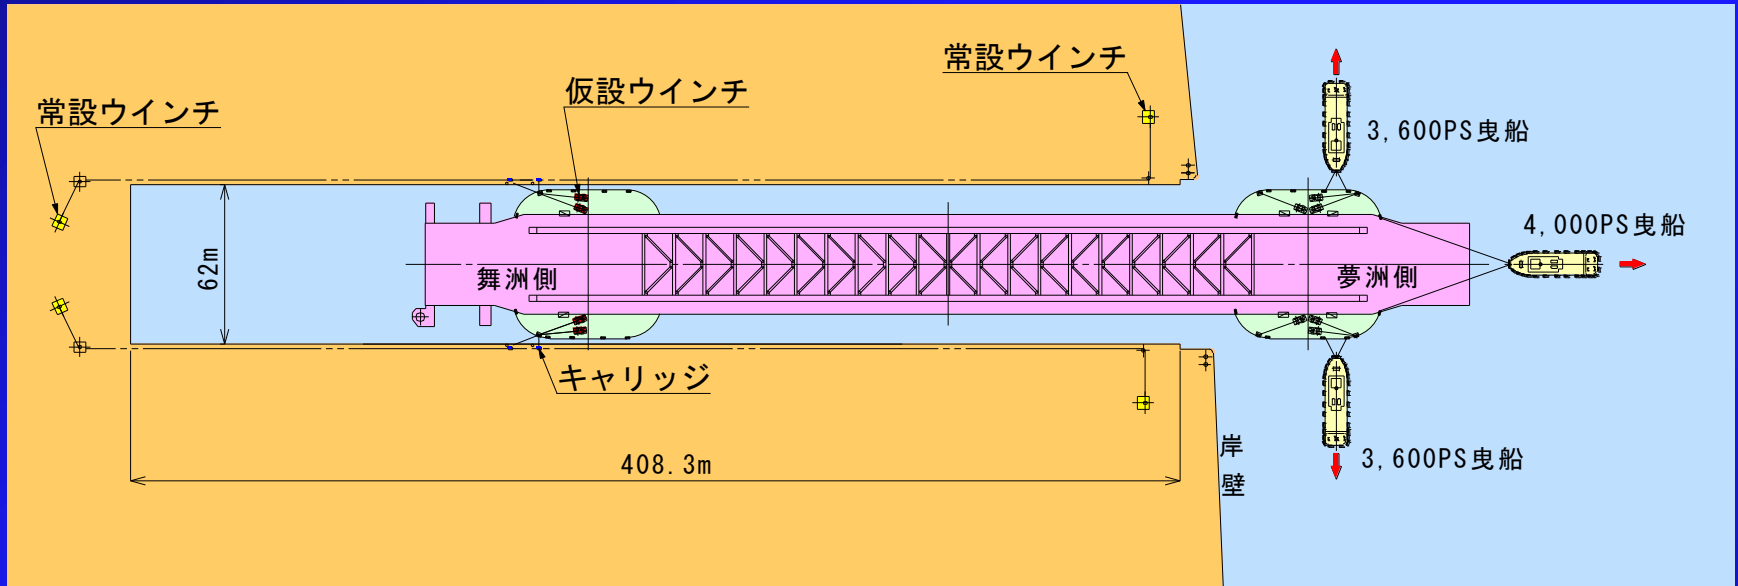 常設ウインチ
仮設ウインチ
常設ウインチ
3,600PS曳船
4,000PS曳船
62m
舞洲側
夢洲側
キャリッジ
408.3m
岸壁
3,600PS曳船